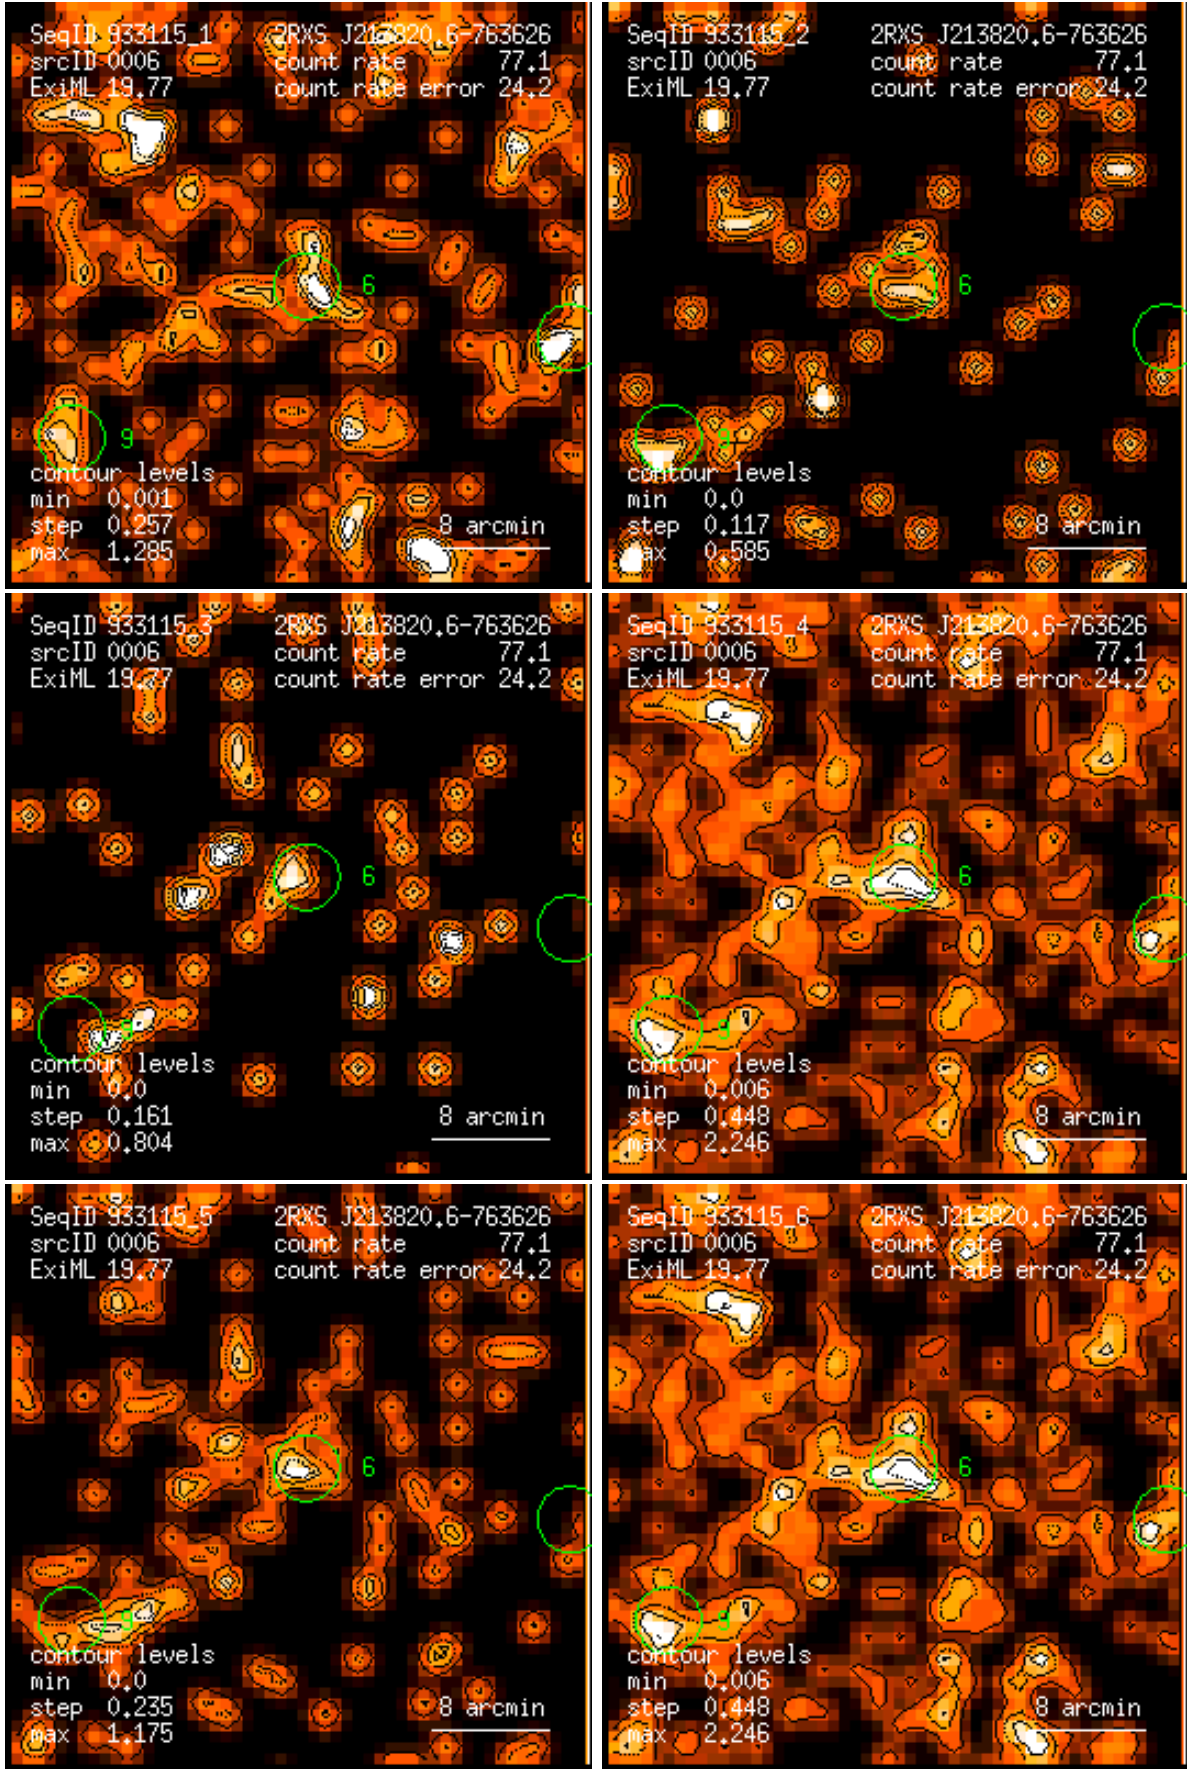 SeqID 933115_1 2RXS J213820.6-763626
srcID 0006 count rate 77.1
ExiML 19.77 count rate error 24.2
6
9
contour levels
min 0.001
step 0.257 8 arcmin
max 1.285
SeqID 933115_2 2RXS J213820.6-763626
srcID 0006 count rate 77.1
ExiML 19.77 count rate error 24.2
6
9
contour levels
min 0.0
step 0.117 8 arcmin
max 0.585
SeqID 933115_3 2RXS J213820.6-763626
srcID 0006 count rate 77.1
ExiML 19.77 count rate error 24.2
6
9
contour levels
min 0.0
step 0.161 8 arcmin
max 0.804
SeqID 933115_4 2RXS J213820.6-763626
srcID 0006 count rate 77.1
ExiML 19.77 count rate error 24.2
6
9
contour levels
min 0.006
step 0.448 8 arcmin
max 2.246
SeqID 933115_5 2RXS J213820.6-763626
srcID 0006 count rate 77.1
ExiML 19.77 count rate error 24.2
6
9
contour levels
min 0.0
step 0.235 8 arcmin
max 1.175
SeqID 933115_6 2RXS J213820.6-763626
srcID 0006 count rate 77.1
ExiML 19.77 count rate error 24.2
6
9
contour levels
min 0.006
step 0.448 8 arcmin
max 2.246